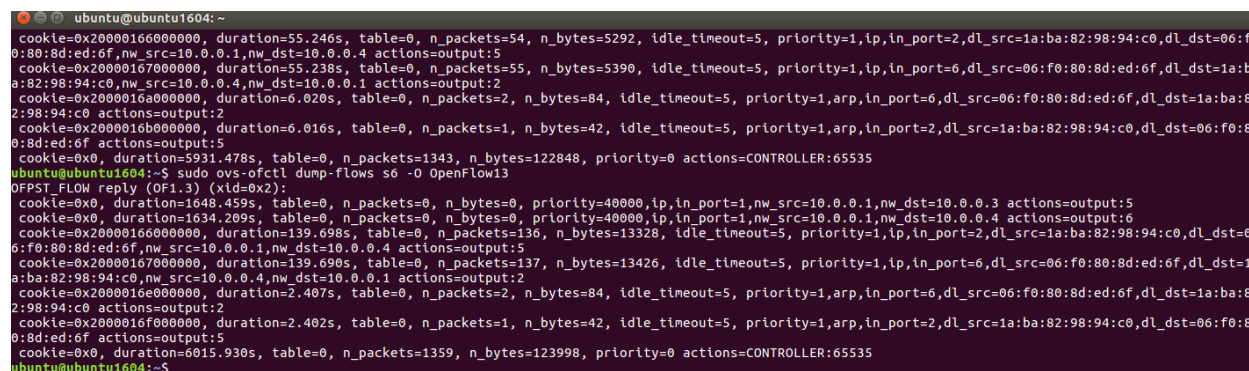 ubuntu@ubuntu1604: ~
cookie=0x20000166000000, duration=55.246s, table=0, n_packets=54, n_bytes=5292, idle_timeout=5, priority=1,ip,in_port=2,dl_src=1a:ba:82:98:94:c0,dl_dst=06:f
0:80:8d:ed:6f,nw_src=10.0.0.1,nw_dst=10.0.0.4 actions=output:5
cookie=0x20000167000000, duration=55.238s, table=0, n_packets=55, n_bytes=5390, idle_timeout=5, priority=1,ip,in_port=6,dl_src=06:f0:80:8d:ed:6f,dl_dst=1a:b
a:82:98:94:c0,nw_src=10.0.0.4,nw_dst=10.0.0.1 actions=output:2
cookie=0x2000016a000000, duration=6.020s, table=0, n_packets=2, n_bytes=84, idle_timeout=5, priority=1,arp,in_port=6,dl_src=06:f0:80:8d:ed:6f,dl_dst=1a:ba:8
2:98:94:c0 actions=output:2
cookie=0x2000016b000000, duration=6.016s, table=0, n_packets=1, n_bytes=42, idle_timeout=5, priority=1,arp,in_port=2,dl_src=1a:ba:82:98:94:c0,dl_dst=06:f0:8
0:8d:ed:6f actions=output:5
cookie=0x0, duration=5931.478s, table=0, n_packets=1343, n_bytes=122848, priority=0 actions=CONTROLLER:65535
ubuntu@ubuntu1604:~$ sudo ovs-ofctl dump-flows s6 -O OpenFlow13
OFPST_FLOW reply (OF1.3) (xid=0x2):
cookie=0x0, duration=1648.459s, table=0, n_packets=0, n_bytes=0, priority=40000,ip,in_port=1,nw_src=10.0.0.1,nw_dst=10.0.0.3 actions=output:5
cookie=0x0, duration=1634.209s, table=0, n_packets=0, n_bytes=0, priority=40000,ip,in_port=1,nw_src=10.0.0.1,nw_dst=10.0.0.4 actions=output:6
cookie=0x20000166000000, duration=139.698s, table=0, n_packets=136, n_bytes=13328, idle_timeout=5, priority=1,ip,in_port=2,dl_src=1a:ba:82:98:94:c0,dl_dst=0
6:f0:80:8d:ed:6f,nw_src=10.0.0.1,nw_dst=10.0.0.4 actions=output:5
cookie=0x20000167000000, duration=139.690s, table=0, n_packets=137, n_bytes=13426, idle_timeout=5, priority=1,ip,in_port=6,dl_src=06:f0:80:8d:ed:6f,dl_dst=1
a:ba:82:98:94:c0,nw_src=10.0.0.4,nw_dst=10.0.0.1 actions=output:2
cookie=0x2000016e000000, duration=2.407s, table=0, n_packets=2, n_bytes=84, idle_timeout=5, priority=1,arp,in_port=6,dl_src=06:f0:80:8d:ed:6f,dl_dst=1a:ba:8
2:98:94:c0 actions=output:2
cookie=0x2000016f000000, duration=2.402s, table=0, n_packets=1, n_bytes=42, idle_timeout=5, priority=1,arp,in_port=2,dl_src=1a:ba:82:98:94:c0,dl_dst=06:f0:8
0:8d:ed:6f actions=output:5
cookie=0x0, duration=6015.930s, table=0, n_packets=1359, n_bytes=123998, priority=0 actions=CONTROLLER:65535
ubuntu@ubuntu1604:~$